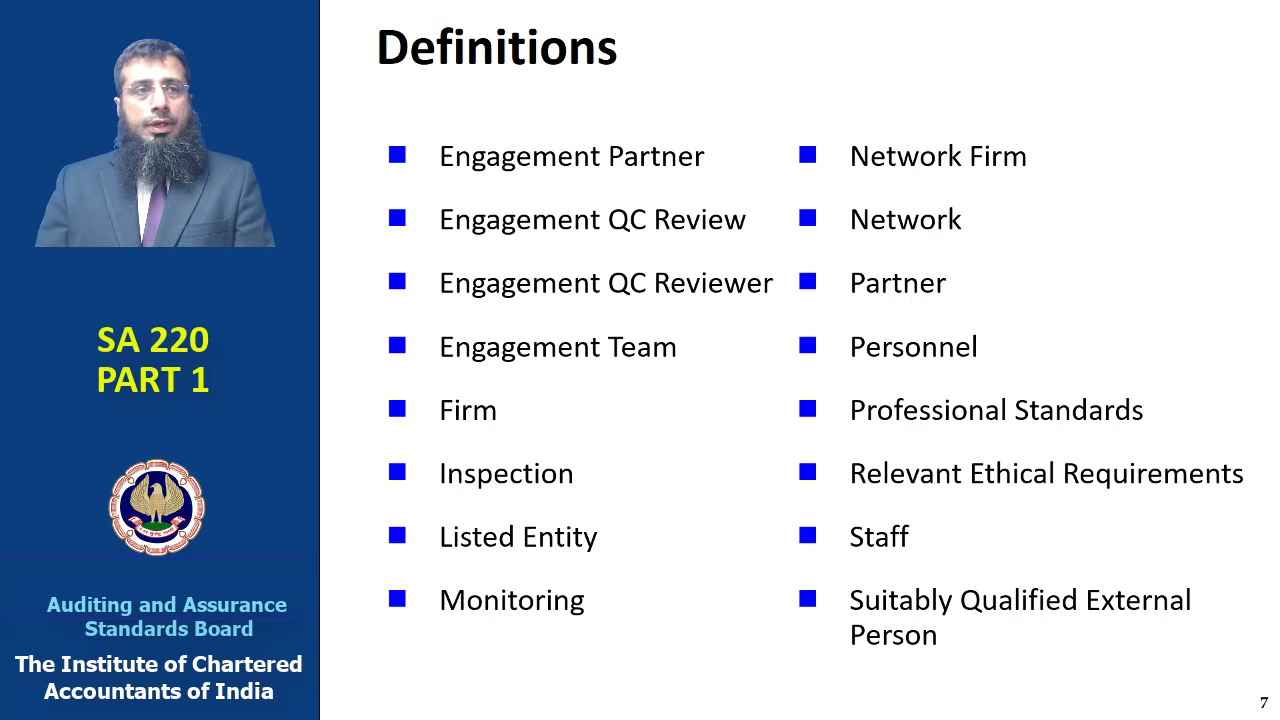 Definitions
Engagement Partner
Engagement QC Review
Engagement QC Reviewer
Engagement Team
Firm
Inspection
Listed Entity
Monitoring
Network Firm
Network
Partner
Personnel
Professional Standards
Relevant Ethical Requirements
Staff
Suitably Qualified External
Person
SA 220
PART 1
Auditing and Assurance
Standards Board
The Institute of Chartered
Accountants of India
7